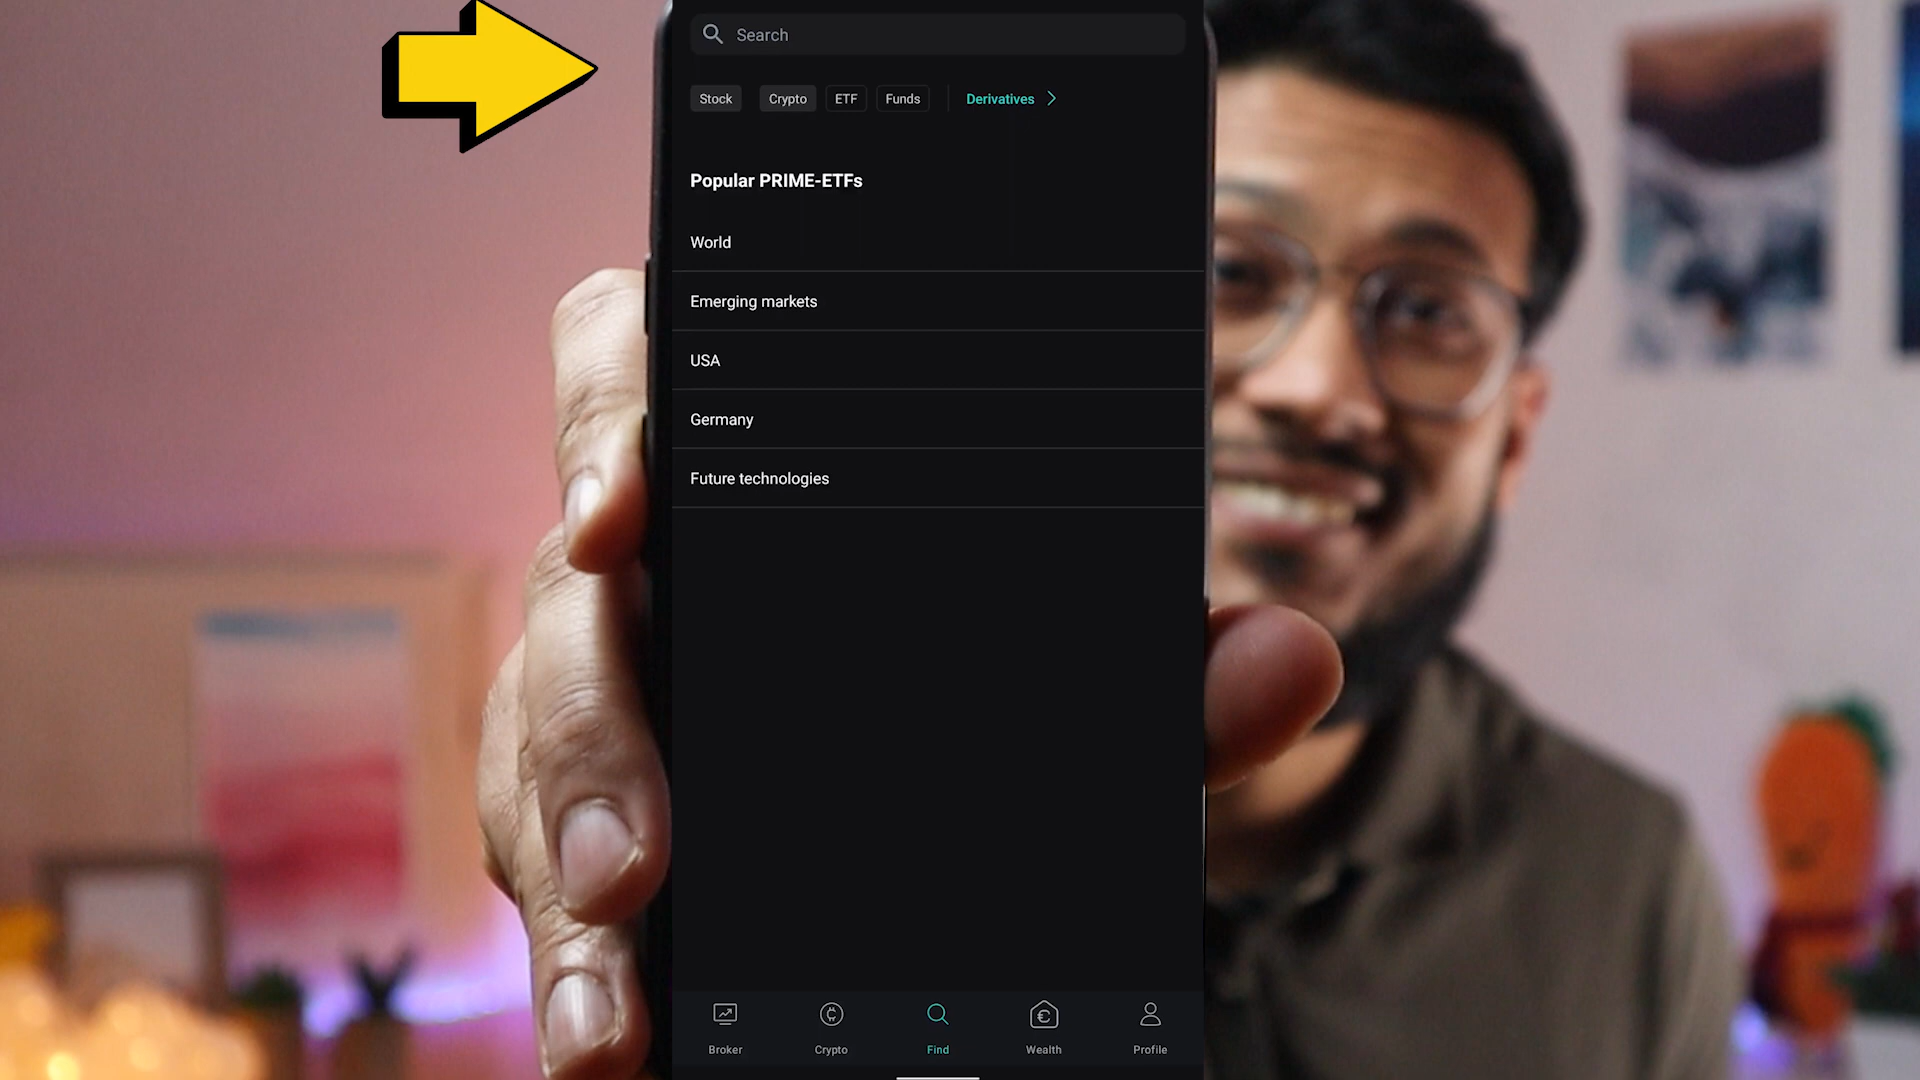 Search
Stock Crypto ETF Funds Derivatives
Popular PRIME-ETFs
World
Emerging markets
USA
Germany
Future technologies
Broker Crypto Find Wealth Profile